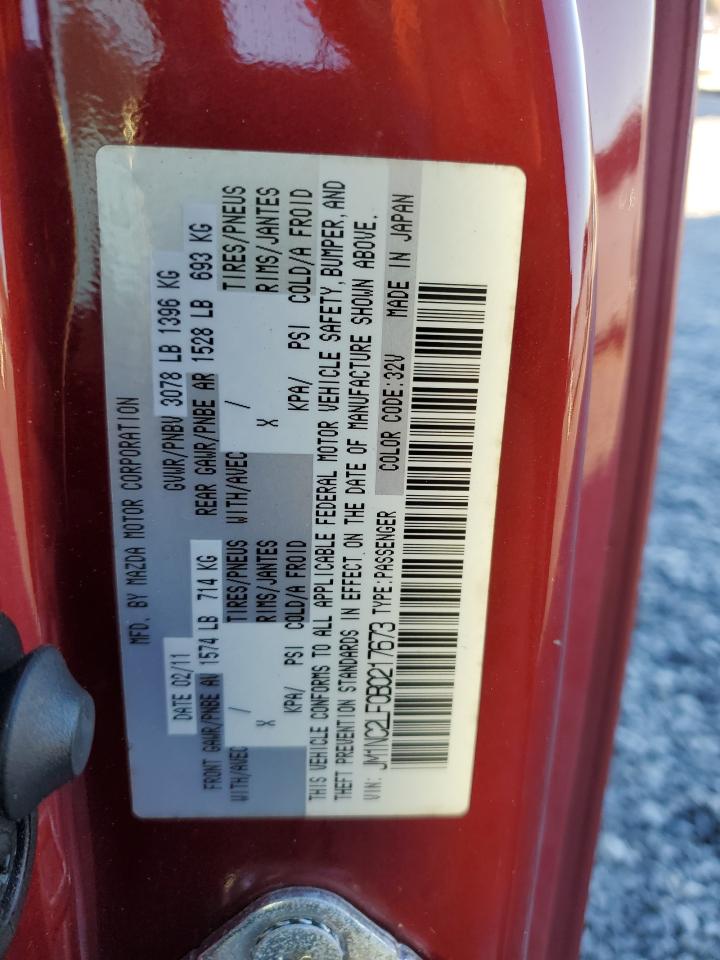 MFD. BY MAZDA MOTOR CORPORATION
DATE 02/11 GVWR/PNBV 3078 LB 1396 KG
FRONT GAWR/PNBE AV 1574 LB 714 KG REAR GAWR/PNBE AR 1528 LB 693 KG
WITH/AVEC / TIRES/PNEUS WITH/AVEC / TIRES/PNEUS
X RIMS/JANTES X RIMS/JANTES
KPA/ PSI COLD/A FROID KPA/ PSI COLD/A FROID
THIS VEHICLE CONFORMS TO ALL APPLICABLE FEDERAL MOTOR VEHICLE SAFETY, BUMPER, AND
THEFT PREVENTION STANDARDS IN EFFECT ON THE DATE OF MANUFACTURE SHOWN ABOVE.
VIN: JM1NC2LF0B0217673 TYPE:PASSENGER COLOR CODE:32V MADE IN JAPAN